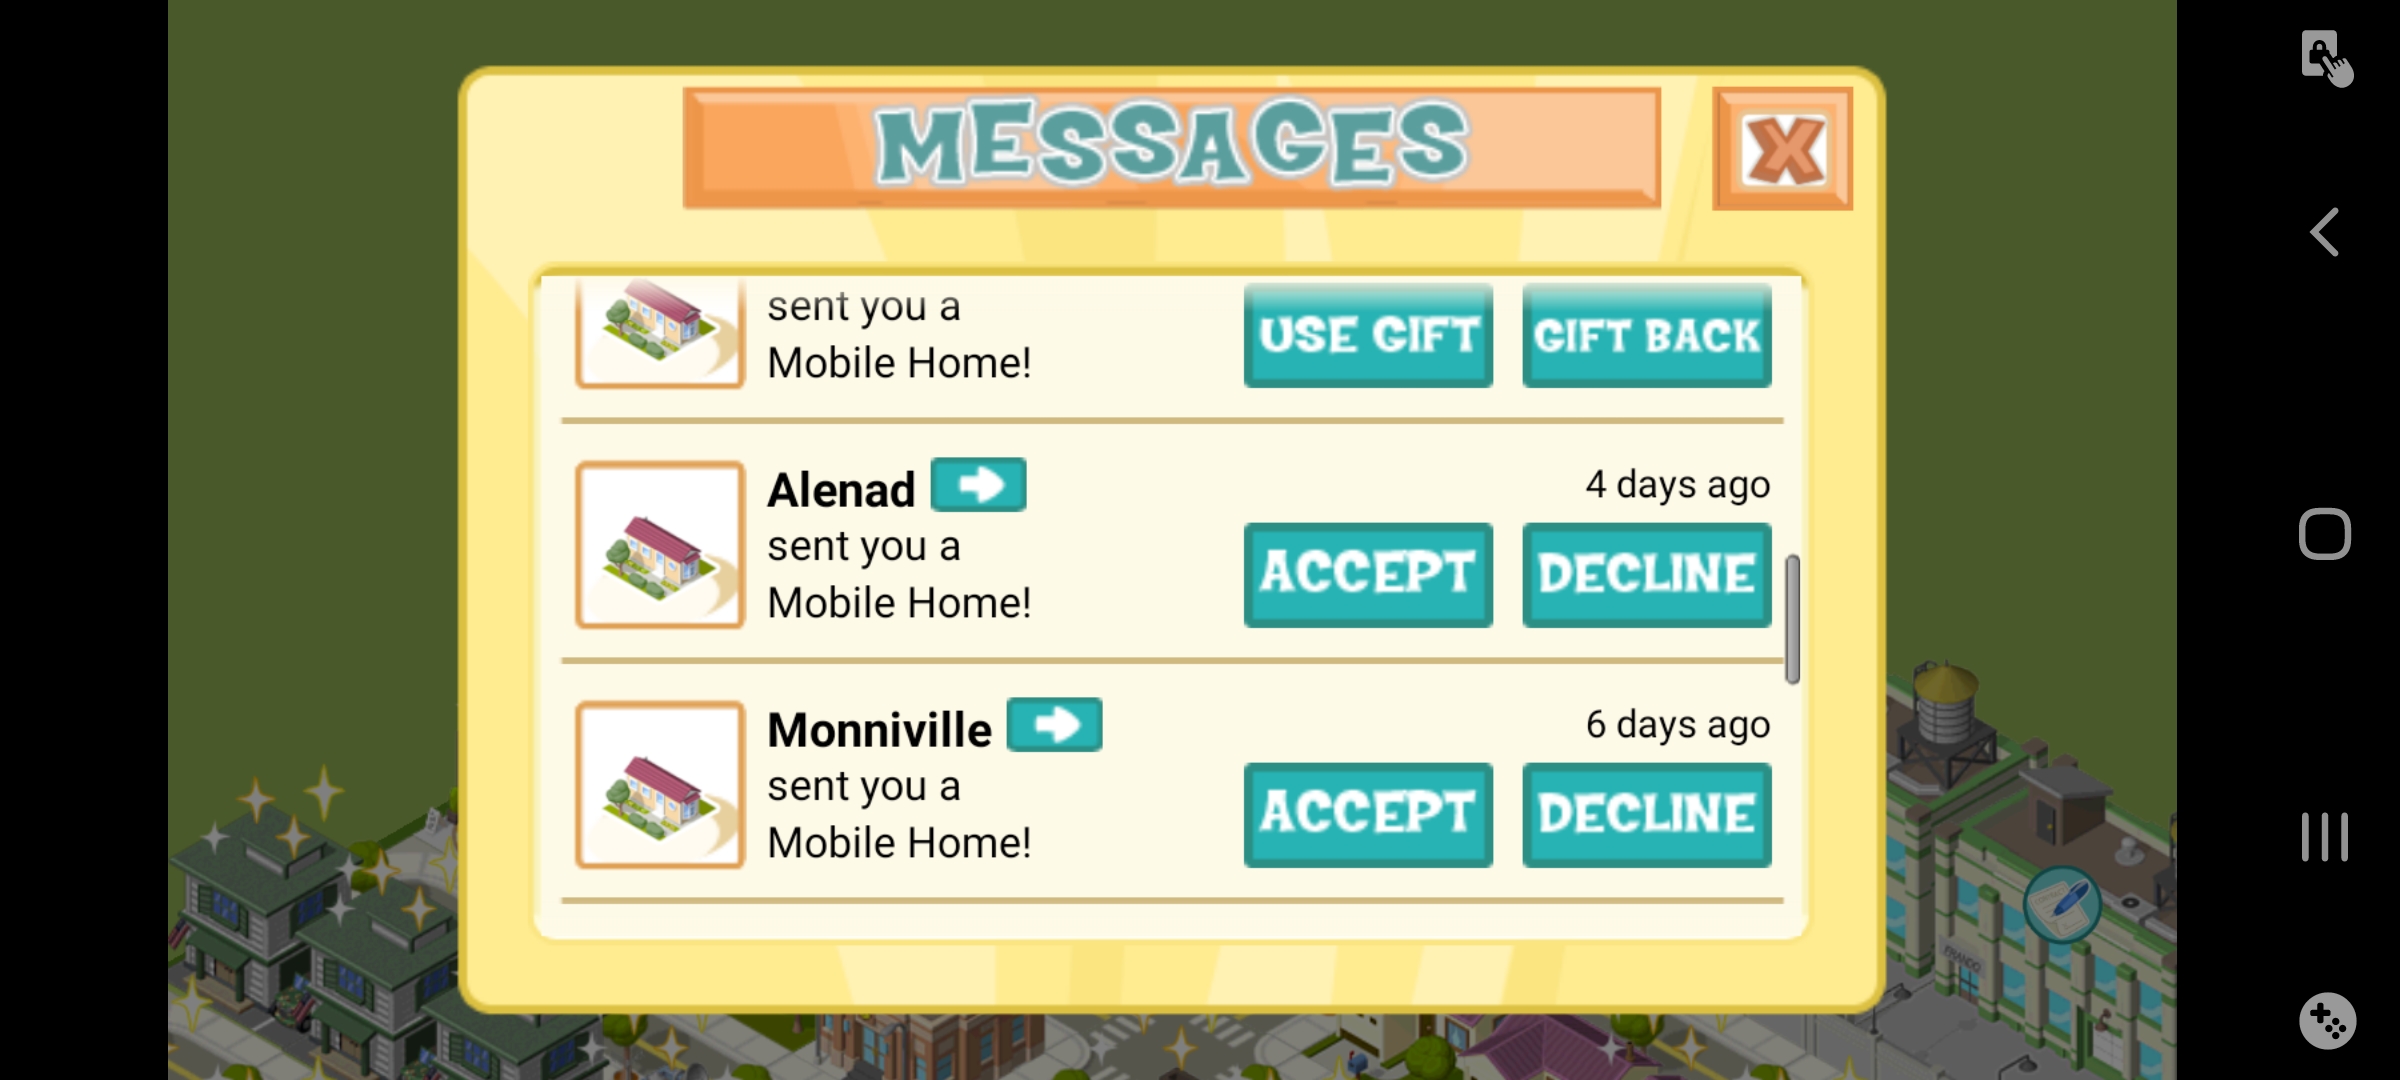 MESSAGES
X
sent you a
Mobile Home!
USE GIFT
GIFT BACK
Alenad
4 days ago
sent you a
Mobile Home!
ACCEPT
DECLINE
Monniville
6 days ago
sent you a
Mobile Home!
ACCEPT
DECLINE